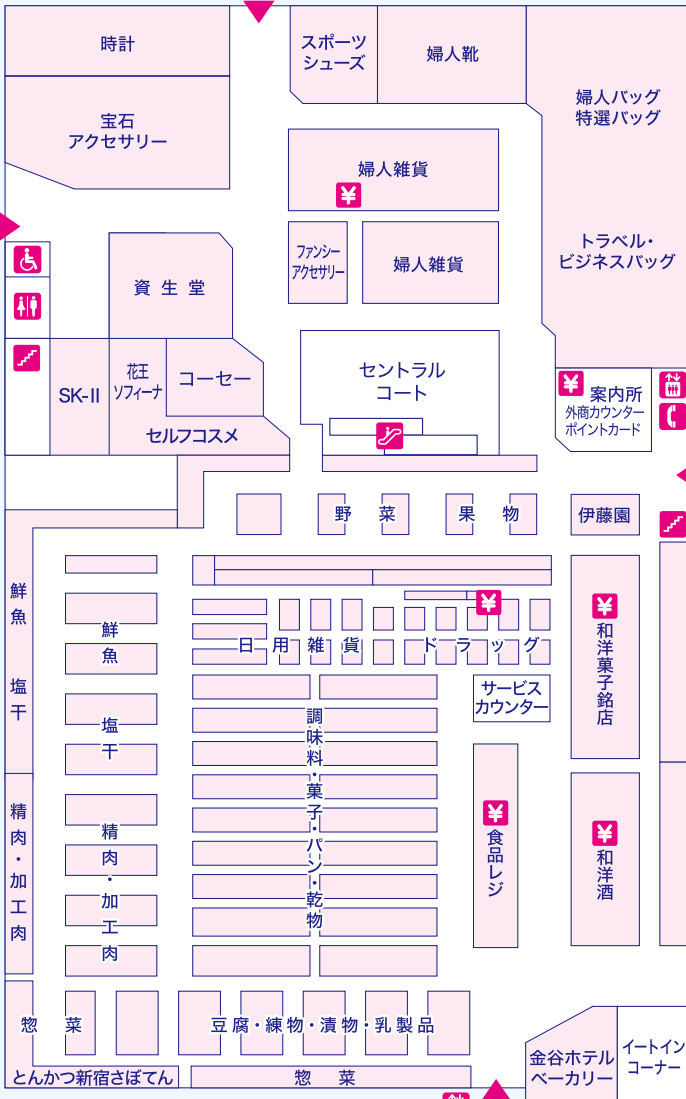 時計
スポーツ
シューズ
婦人靴
婦人バッグ
特選バッグ
宝石
アクセサリー
婦人雑貨
¥
ファンシー
アクセサリー
婦人雑貨
トラベル・
ビジネスバッグ
資生堂
SK-II
花王
ソフィーナ
コーセー
セルフコスメ
セントラル
コート
¥
案内所
外商カウンター
ポイントカード
野菜
果物
伊藤園
鮮魚
塩干
鮮魚
塩干
日用雑貨
ドラッグ
¥
サービス
カウンター
¥
和洋菓子銘店
調味料・菓子・パン・乾物
¥
食品レジ
¥
和洋酒
精肉・加工肉
精肉・加工肉
惣菜
豆腐・練物・漬物・乳製品
とんかつ新宿さぼてん
惣菜
金谷ホテル
ベーカリー
イートイン
コーナー